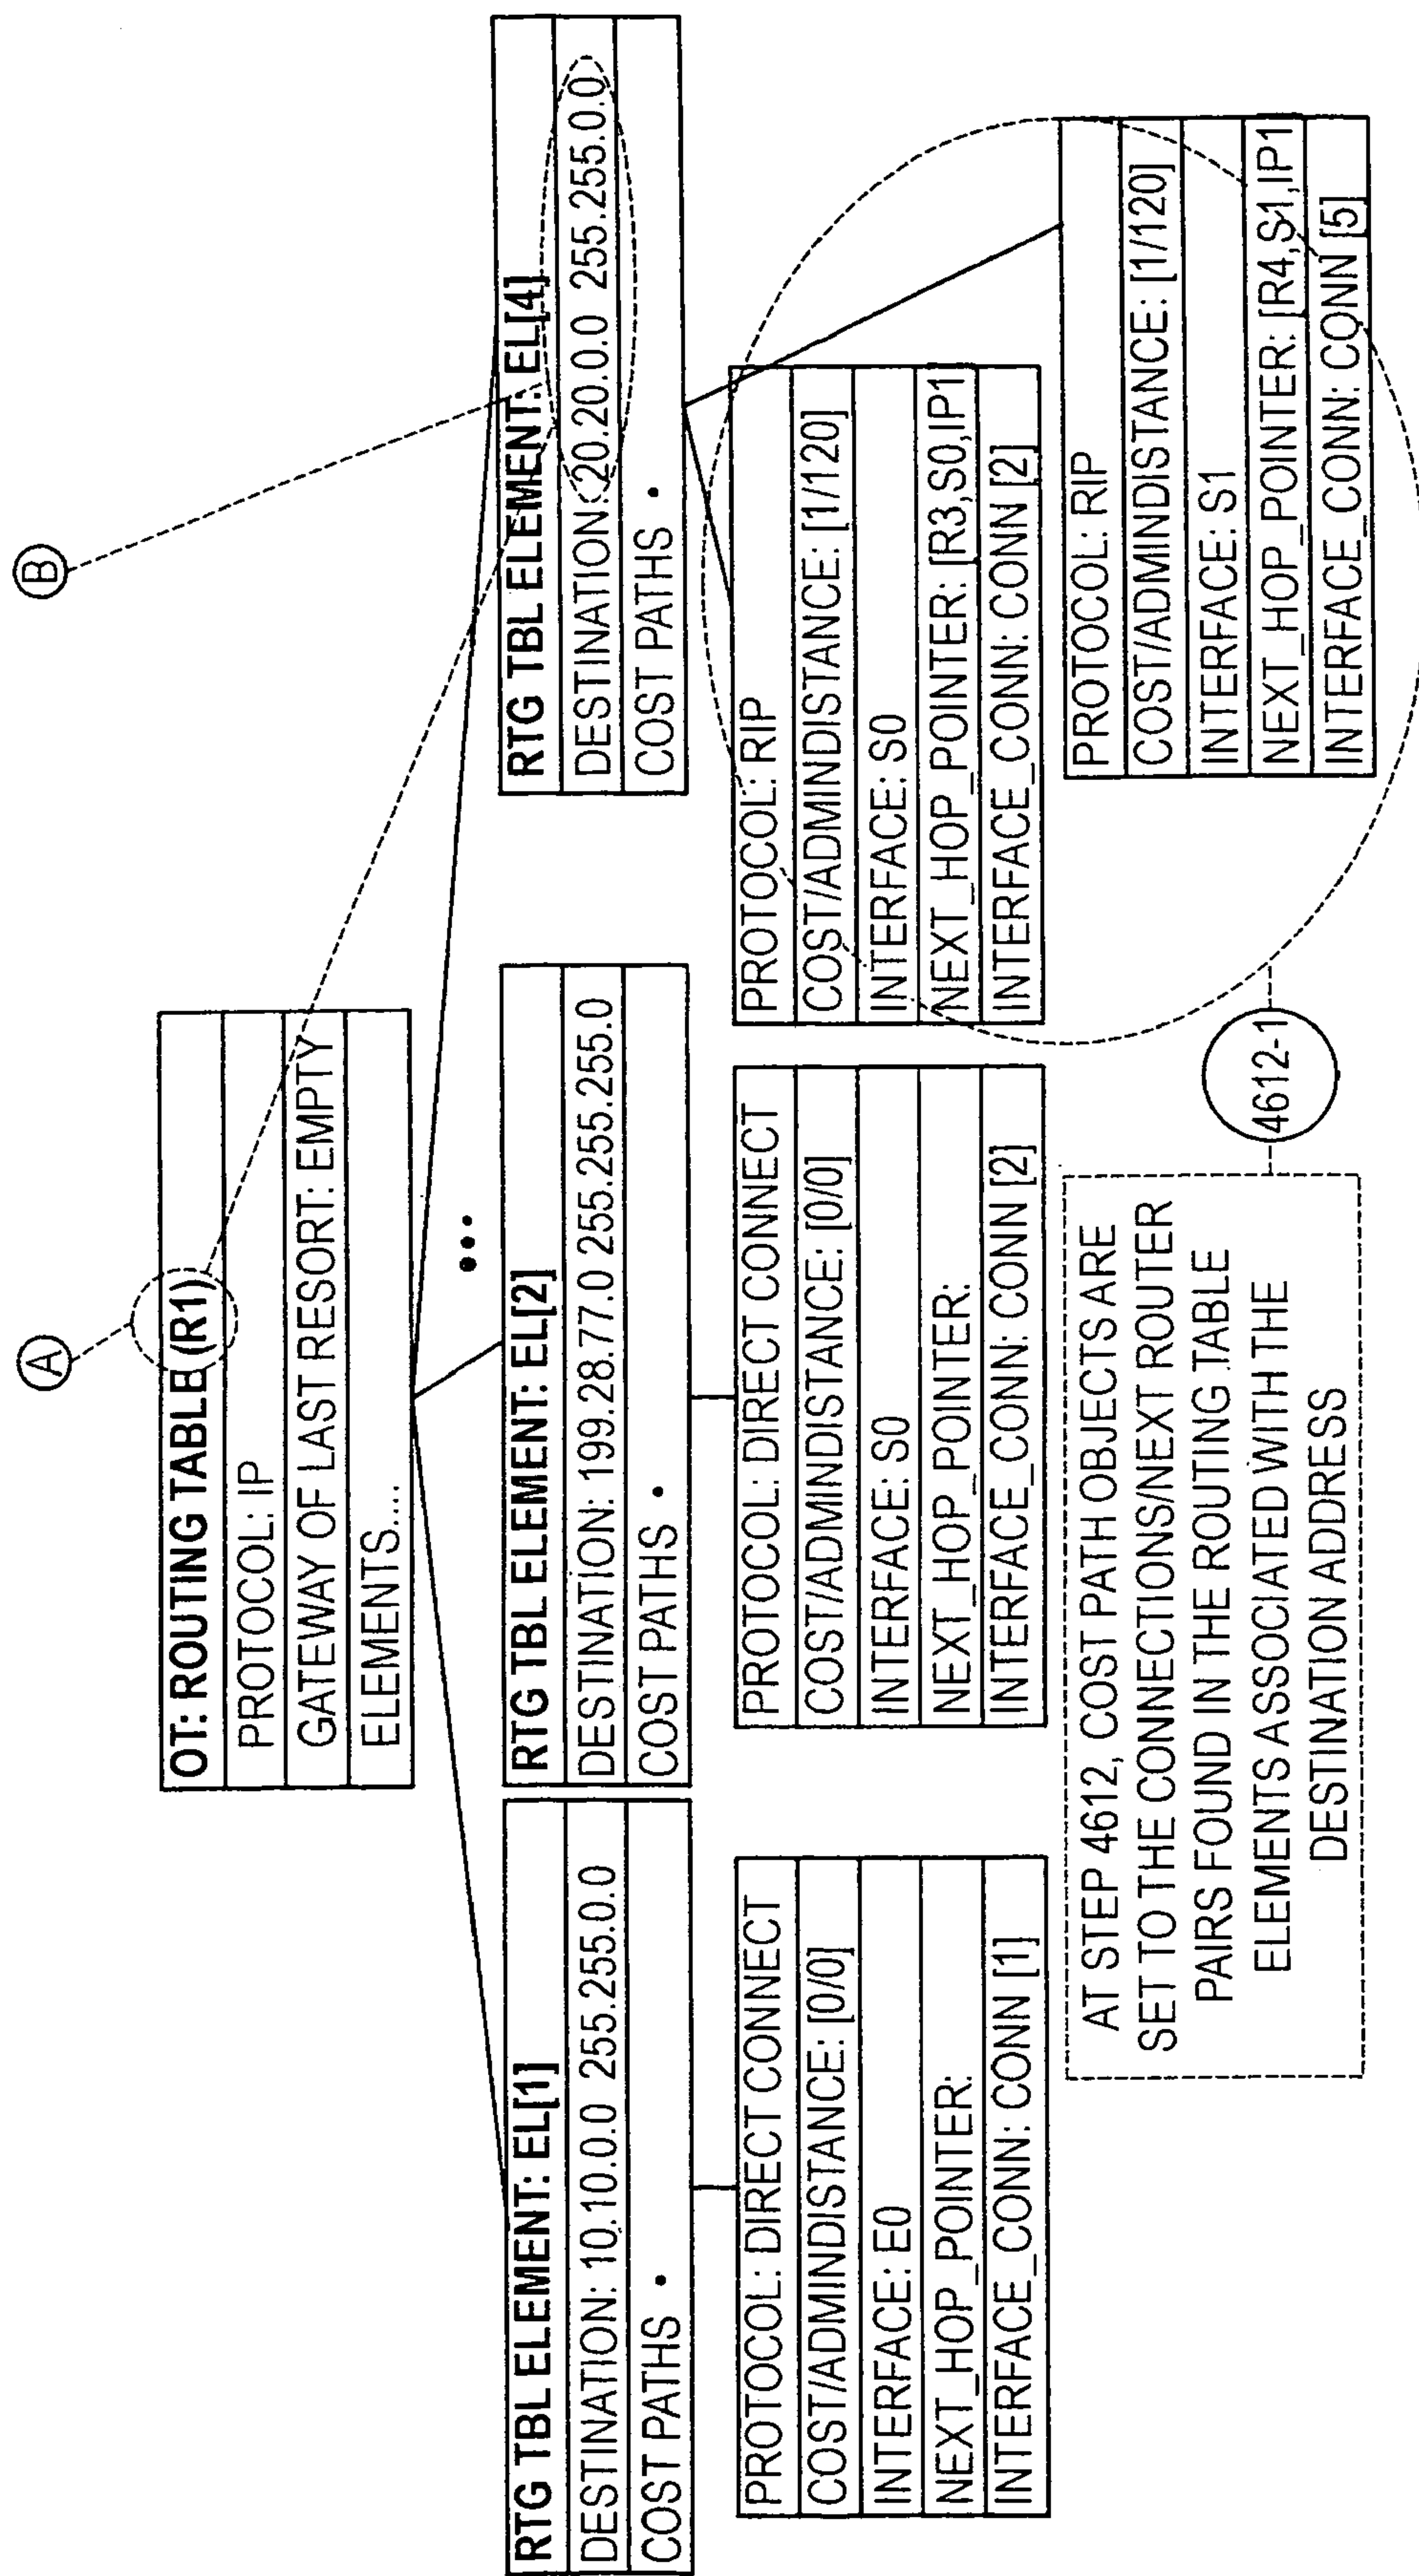 A
B
OT: ROUTING TABLE (R1)
PROTOCOL: IP
GATEWAY OF LAST RESORT: EMPTY
ELEMENTS....
•••
RTG TBL ELEMENT: EL[1]
DESTINATION: 10.10.0.0 255.255.0.0
COST PATHS •
PROTOCOL: DIRECT CONNECT
COST/ADMINDISTANCE: [0/0]
INTERFACE: E0
NEXT_HOP_POINTER:
INTERFACE_CONN: CONN [1]
RTG TBL ELEMENT: EL[2]
DESTINATION: 199.28.77.0 255.255.255.0
COST PATHS •
PROTOCOL: DIRECT CONNECT
COST/ADMINDISTANCE: [0/0]
INTERFACE: S0
NEXT_HOP_POINTER:
INTERFACE_CONN: CONN [2]
RTG TBL ELEMENT: EL[4]
DESTINATION: 20.20.0.0 255.255.0.0
COST PATHS •
PROTOCOL: RIP
COST/ADMINDISTANCE: [1/120]
INTERFACE: S0
NEXT_HOP_POINTER: [R3,S0,IP1
INTERFACE_CONN: CONN [2]
PROTOCOL: RIP
COST/ADMINDISTANCE: [1/120]
INTERFACE: S1
NEXT_HOP_POINTER: [R4,S1,IP1
INTERFACE_CONN: CONN [5]
AT STEP 4612, COST PATH OBJECTS ARE
SET TO THE CONNECTIONS/NEXT ROUTER
PAIRS FOUND IN THE ROUTING TABLE
ELEMENTS ASSOCIATED WITH THE
DESTINATION ADDRESS
4612-1